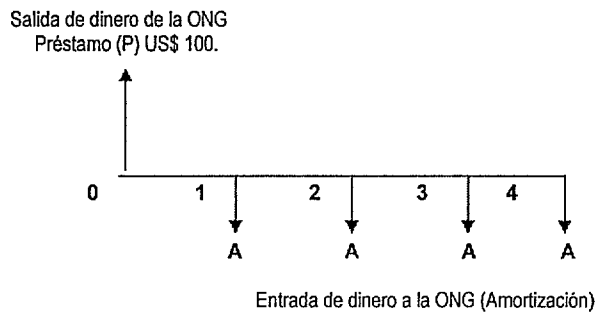 Salida de dinero de la ONG
Préstamo (P) US$ 100.
0 1 2 3 4
A A A A
Entrada de dinero a la ONG (Amortización)